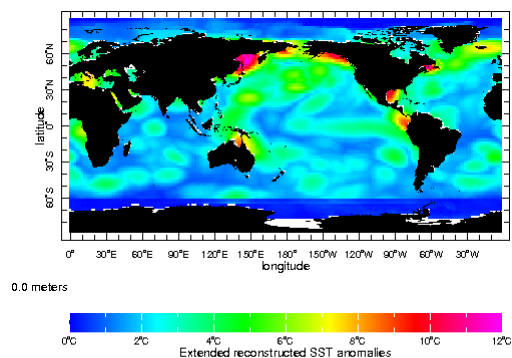 60°N
30°N
0°
30°S
60°S
latitude
0° 30°E 60°E 90°E 120°E 150°E 180° 150°W 120°W 90°W 60°W 30°W
longitude
0.0 meters
0°C 2°C 4°C 6°C 8°C 10°C 12°C
Extended reconstructed SST anomalies